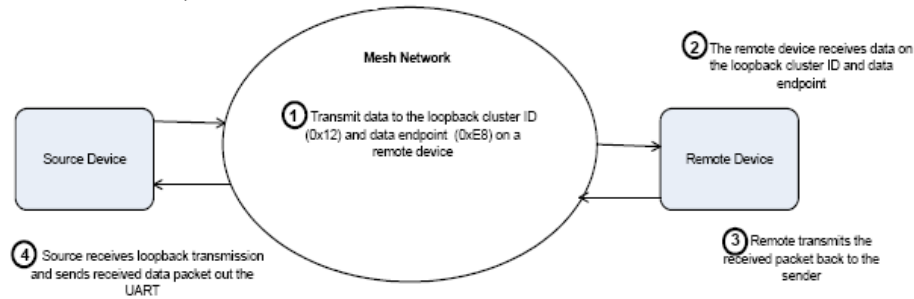 Mesh Network
1 Transmit data to the loopback cluster ID
(0x12) and data endpoint (0xE8) on a
remote device
2 The remote device receives data on
the loopback cluster ID and data
endpoint
Source Device
Remote Device
3 Remote transmits the
received packet back to the
sender
4 Source receives loopback transmission
and sends received data packet out the
UART